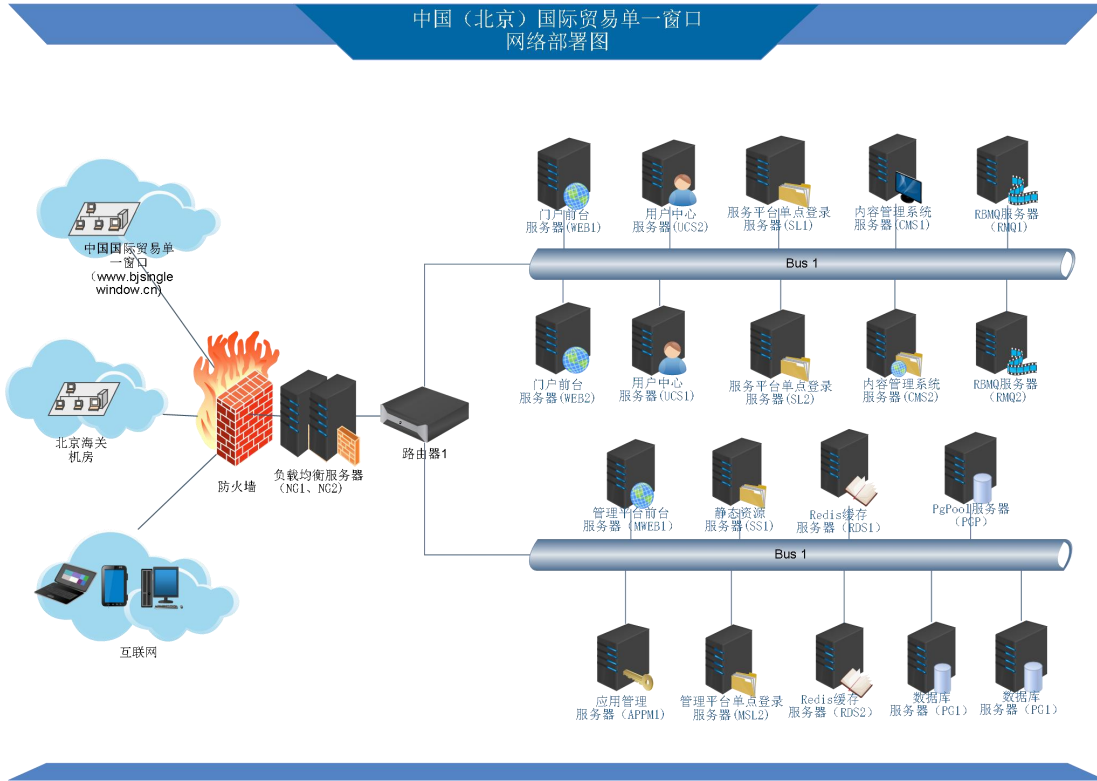 中国（北京）国际贸易单一窗口
网络部署图
中国国际贸易单
一窗口
（www.bjsingle
window.cn)
北京海关
机房
互联网
防火墙
负载均衡服务器
（NG1、NG2）
路由器1
门户前台
服务器(WEB1)
用户中心
服务器(UCS2)
服务平台单点登录
服务器(SL1)
内容管理系统
服务器(CMS1)
RBMQ服务器
（RMQ1）
Bus 1
门户前台
服务器(WEB2)
用户中心
服务器(UCS1)
服务平台单点登录
服务器(SL2)
内容管理系统
服务器(CMS2)
RBMQ服务器
（RMQ2）
管理平台前台
服务器（MWEB1）
静态资源
服务器(SS1)
Redis缓存
服务器（RDS1）
PgPool服务器
（PGP）
Bus 1
应用管理
服务器（APPM1）
管理平台单点登录
服务器(MSL2)
Redis缓存
服务器（RDS2）
数据库
服务器（PG1）
数据库
服务器（PG1）